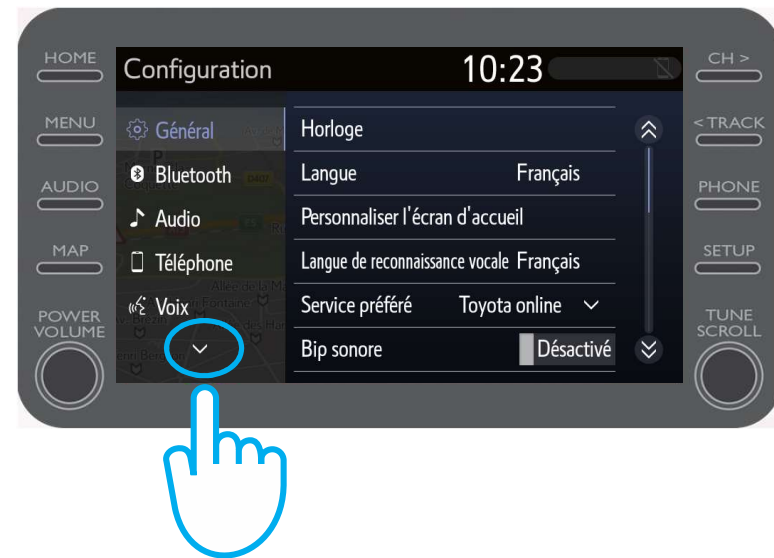 HOME
CH >
Configuration 10:23
MENU
< TRACK
Général
Horloge
Bluetooth
Langue Français
AUDIO
PHONE
Audio
Personnaliser l'écran d'accueil
MAP
SETUP
Téléphone
Langue de reconnaissance vocale Français
Voix
Service préféré Toyota online
POWER
VOLUME
TUNE
SCROLL
Bip sonore Désactivé